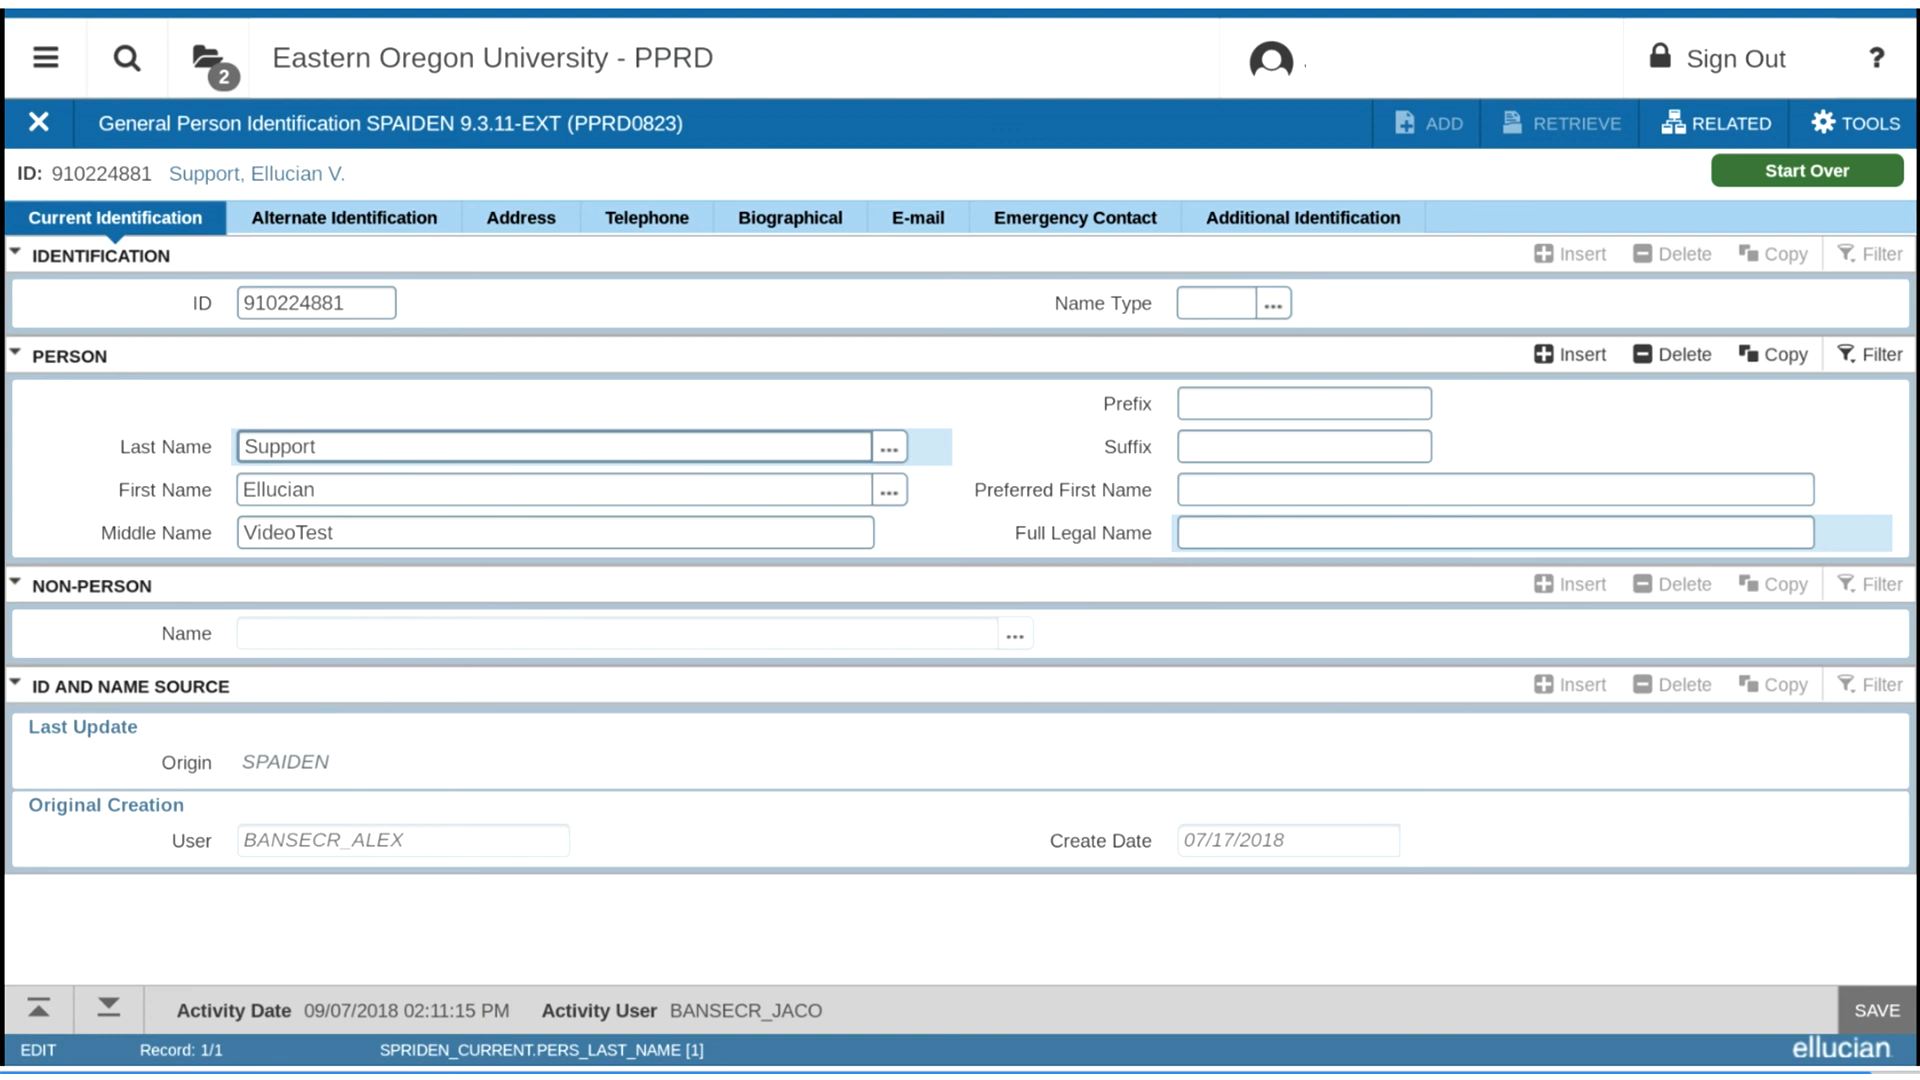 2
Eastern Oregon University - PPRD
.
Sign Out
?
General Person Identification SPAIDEN 9.3.11-EXT (PPRD0823)
ADD
RETRIEVE
RELATED
TOOLS
ID: 910224881 Support, Ellucian V.
Start Over
Current Identification
Alternate Identification
Address
Telephone
Biographical
E-mail
Emergency Contact
Additional Identification
IDENTIFICATION
Insert
Delete
Copy
Filter
ID 910224881
Name Type ...
PERSON
Insert
Delete
Copy
Filter
Prefix
Last Name Support ...
Suffix
First Name Ellucian ...
Preferred First Name
Middle Name VideoTest
Full Legal Name
NON-PERSON
Insert
Delete
Copy
Filter
Name ...
ID AND NAME SOURCE
Insert
Delete
Copy
Filter
Last Update
Origin SPAIDEN
Original Creation
User BANSECR_ALEX
Create Date 07/17/2018
Activity Date 09/07/2018 02:11:15 PM Activity User BANSECR_JACO
SAVE
EDIT
Record: 1/1
SPRIDEN_CURRENT.PERS_LAST_NAME [1]
ellucian